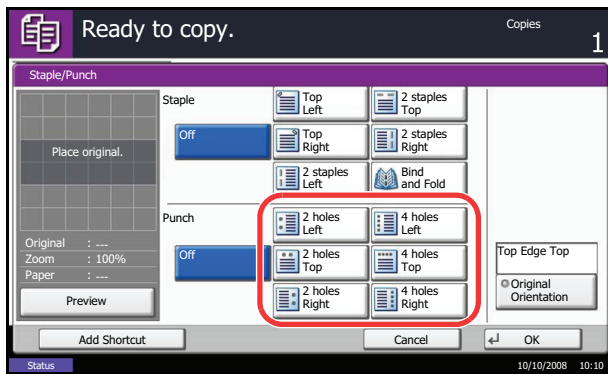 Ready to copy.
Copies
1
Staple/Punch
Place original.
Original : ---
Zoom : 100%
Paper : ---
Preview
Staple
Off
Top
Left
2 staples
Top
Top
Right
2 staples
Right
2 staples
Left
Bind
and Fold
Punch
Off
2 holes
Left
4 holes
Left
2 holes
Top
4 holes
Top
2 holes
Right
4 holes
Right
Top Edge Top
Original
Orientation
Add Shortcut
Cancel
OK
Status
10/10/2008 10:10